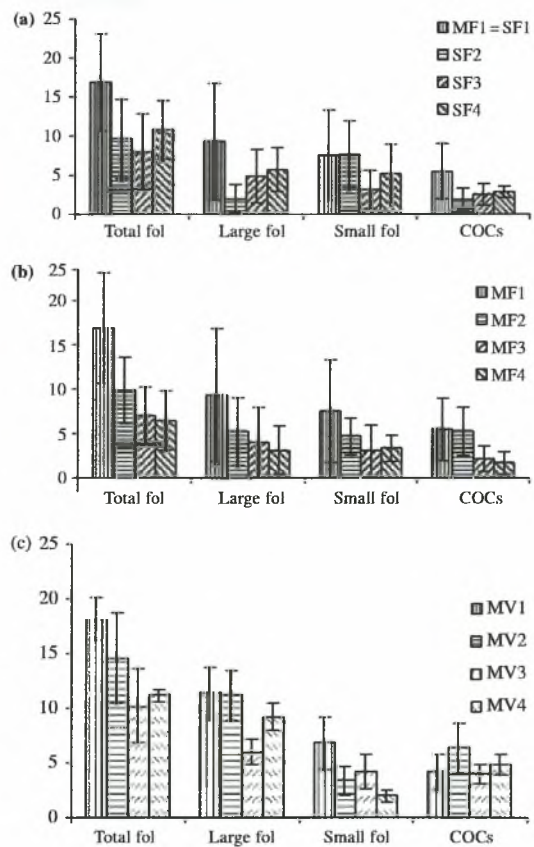 (a)
25
20
15
10
5
0
MF1 = SF1
SF2
SF3
SF4
Total fol Large fol Small fol COCs
(b)
25
20
15
10
5
0
MF1
MF2
MF3
MF4
Total fol Large fol Small fol COCs
(c)
25
20
15
10
5
0
MV1
MV2
MV3
MV4
Total fol Large fol Small fol COCs